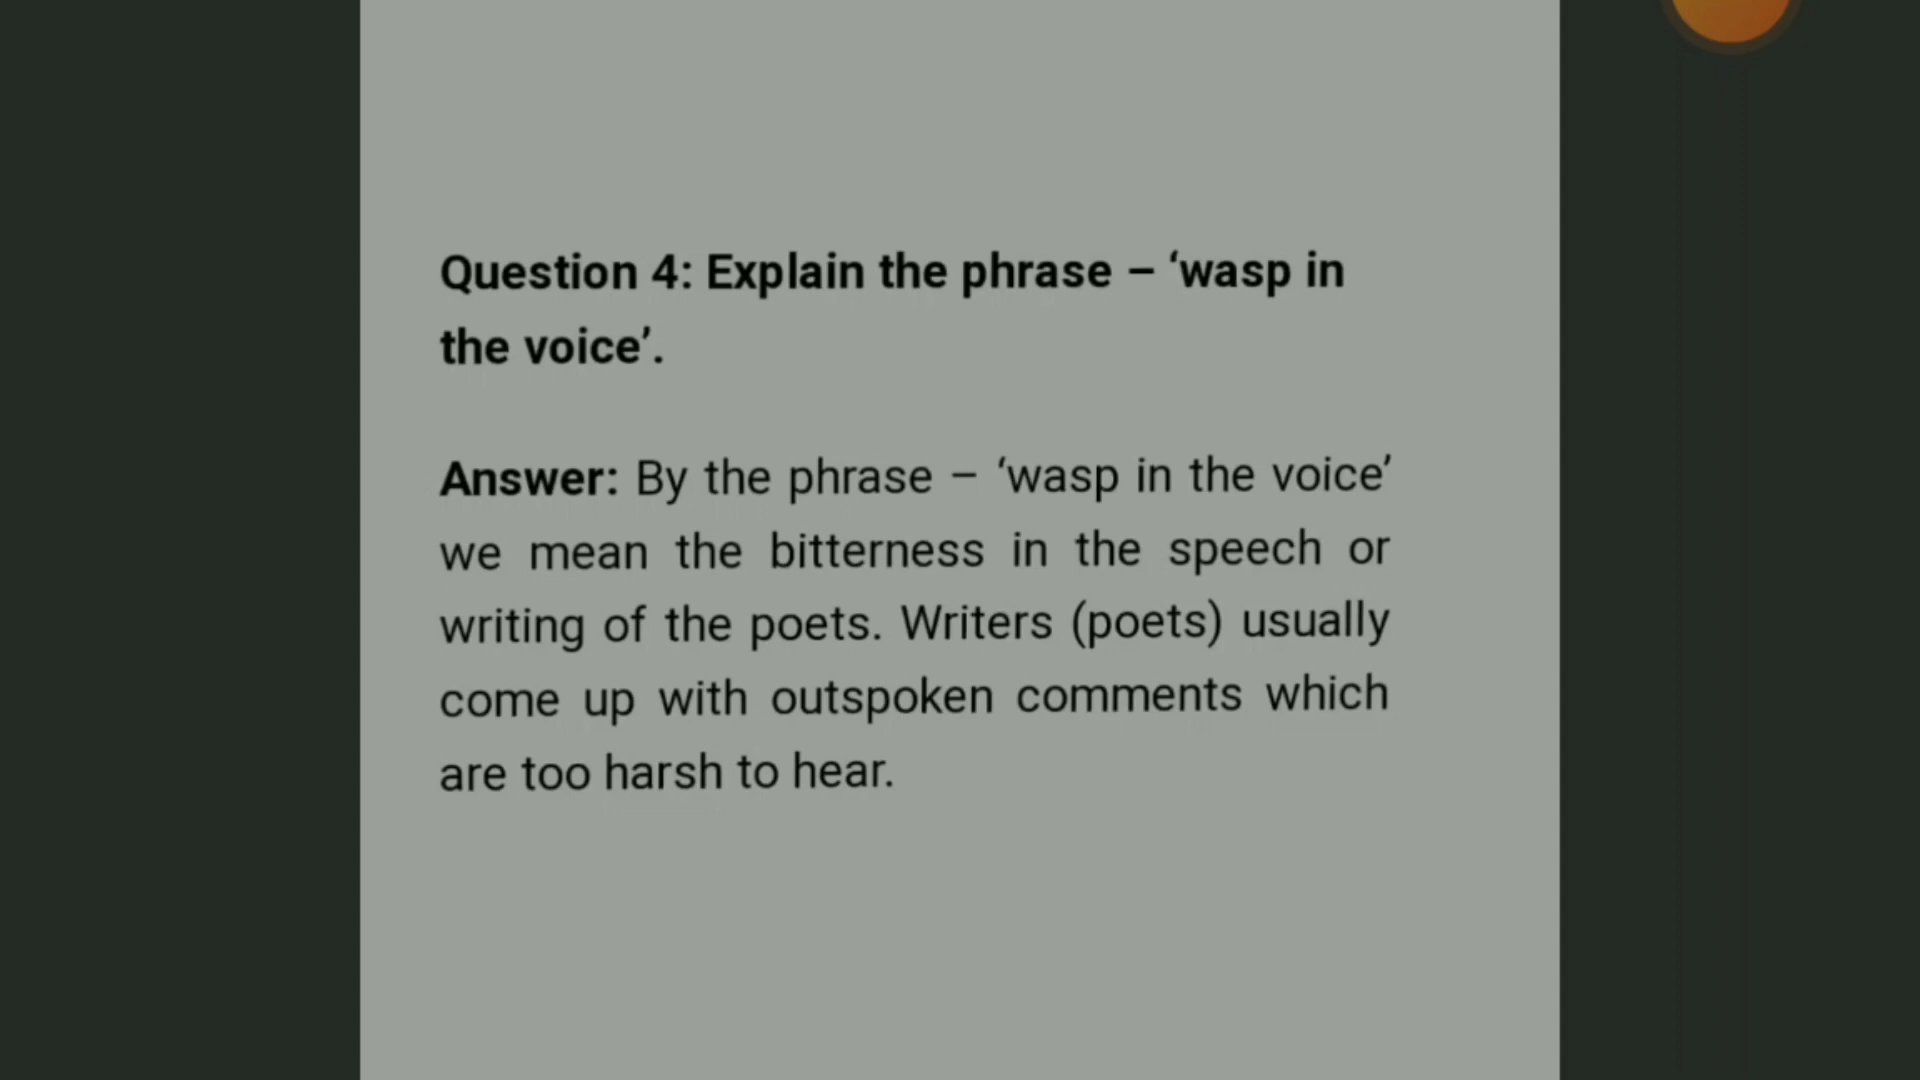 Question 4: Explain the phrase – ‘wasp in
the voice’.
Answer: By the phrase – ‘wasp in the voice’
we mean the bitterness in the speech or
writing of the poets. Writers (poets) usually
come up with outspoken comments which
are too harsh to hear.